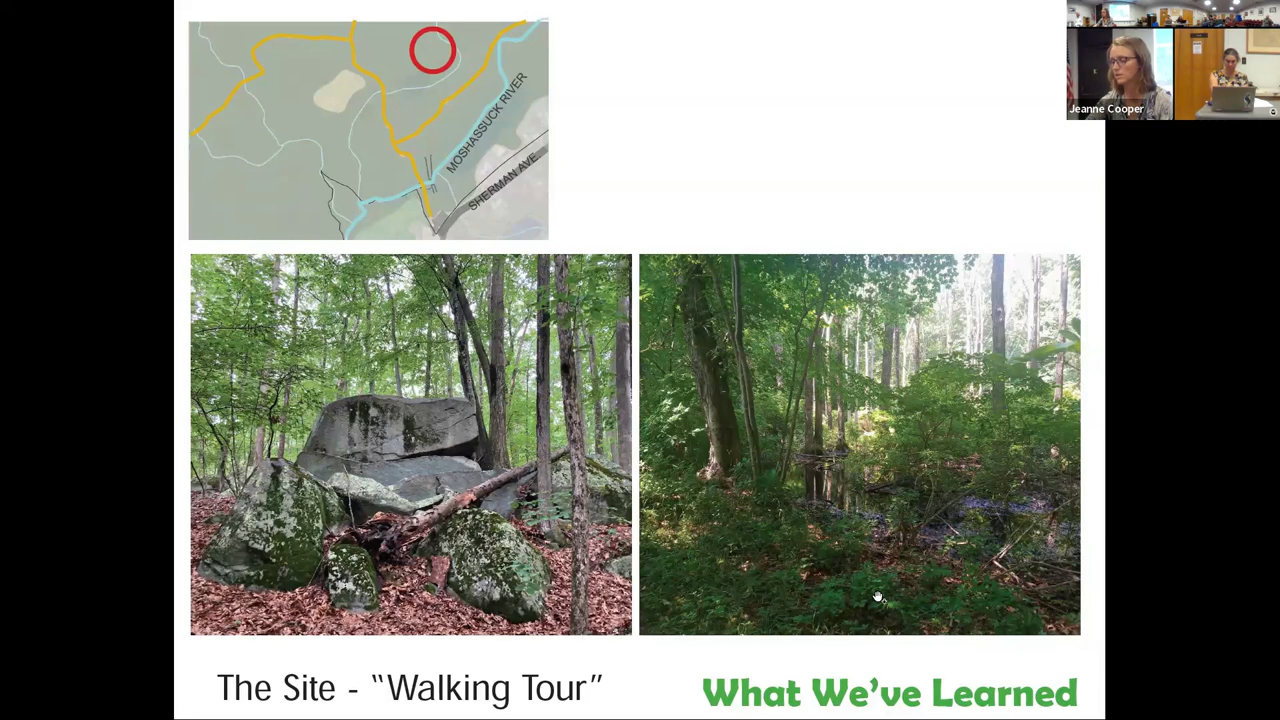 MOSHASSUCK RIVER
SHERMAN AVE
Jeanne Cooper
The Site - “Walking Tour”
What We’ve Learned